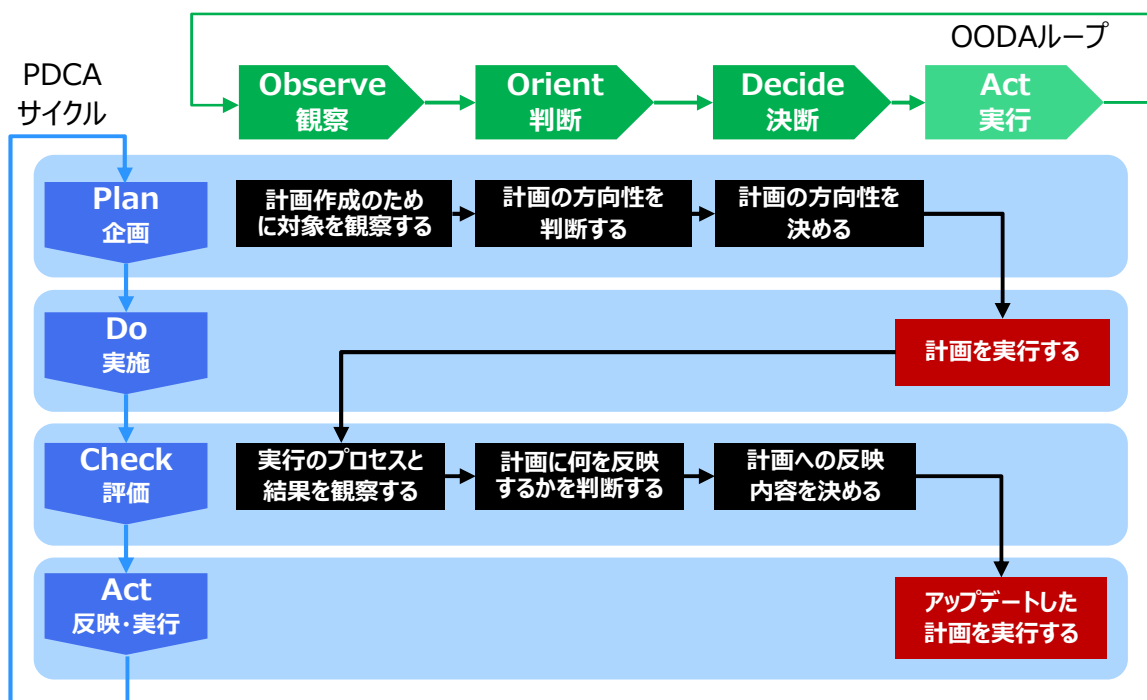 OODAループ
PDCA
サイクル
Observe
観察
Orient
判断
Decide
決断
Act
実行
Plan
企画
計画作成のため
に対象を観察する
計画の方向性を
判断する
計画の方向性を
決める
Do
実施
計画を実行する
Check
評価
実行のプロセスと
結果を観察する
計画に何を反映
するかを判断する
計画への反映
内容を決める
Act
反映・実行
アップデートした
計画を実行する